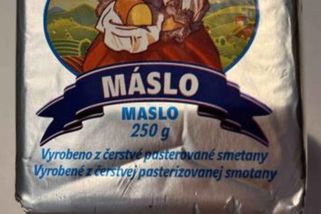 MÁSLO
MASLO
250 g
Vyrobeno z čerstvé pasterované smetany
Vyrobené z čerstvej pasterizovanej smotany